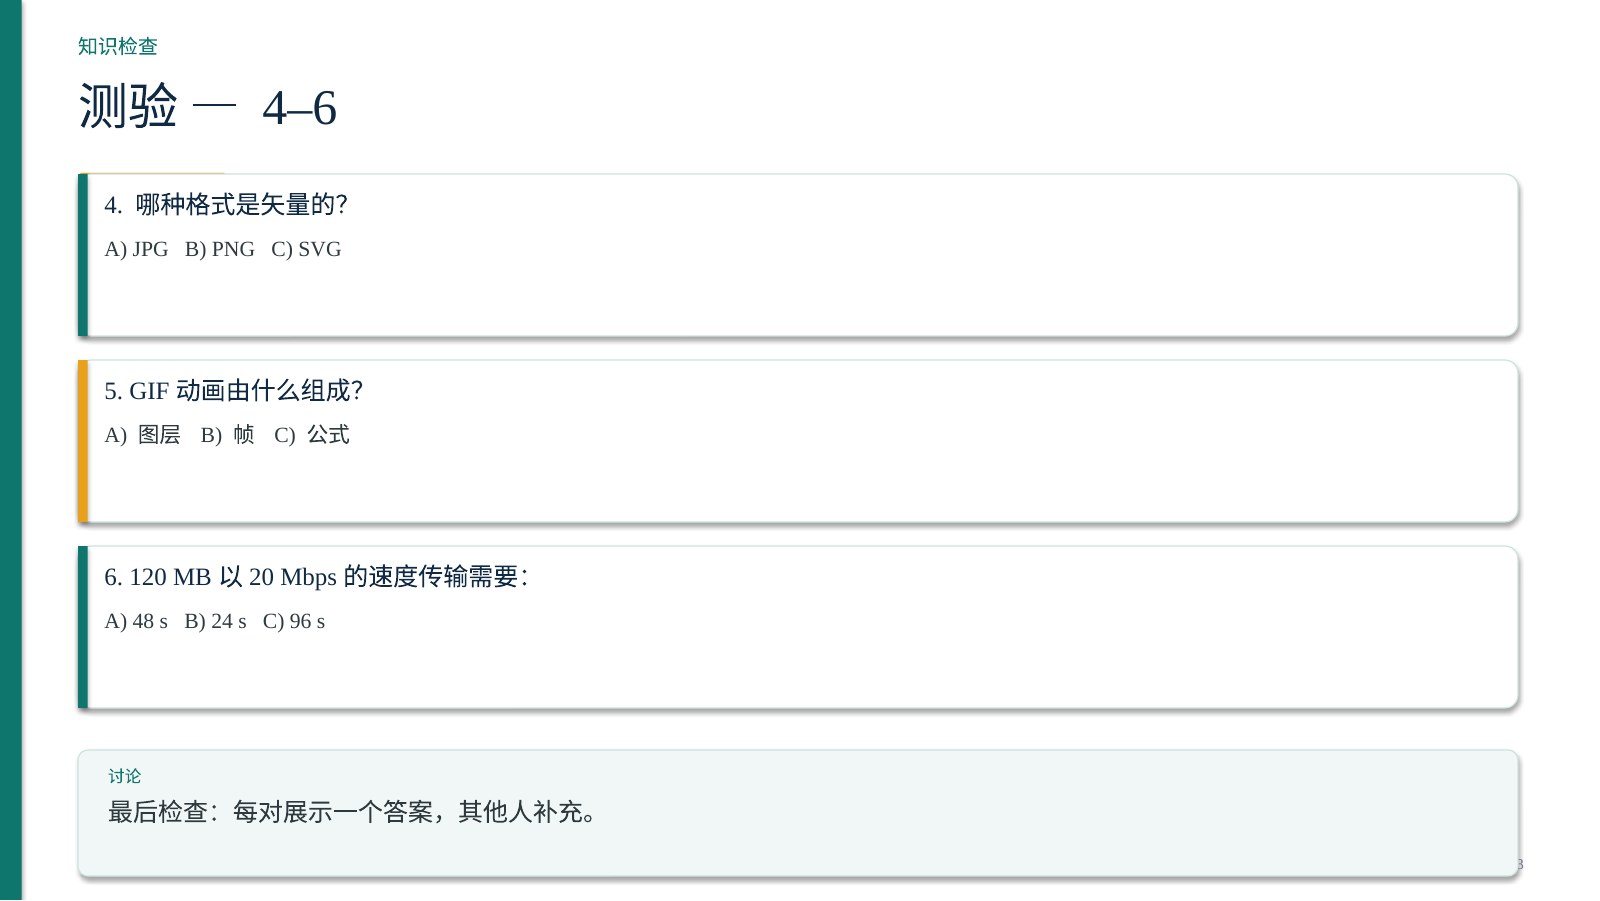 知识检查
测验 — 4–6
4. 哪种格式是矢量的？
A) JPG B) PNG C) SVG
5. GIF 动画由什么组成？
A) 图层 B) 帧 C) 公式
6. 120 MB 以 20 Mbps 的速度传输需要：
A) 48 s B) 24 s C) 96 s
讨论
最后检查：每对展示一个答案，其他人补充。